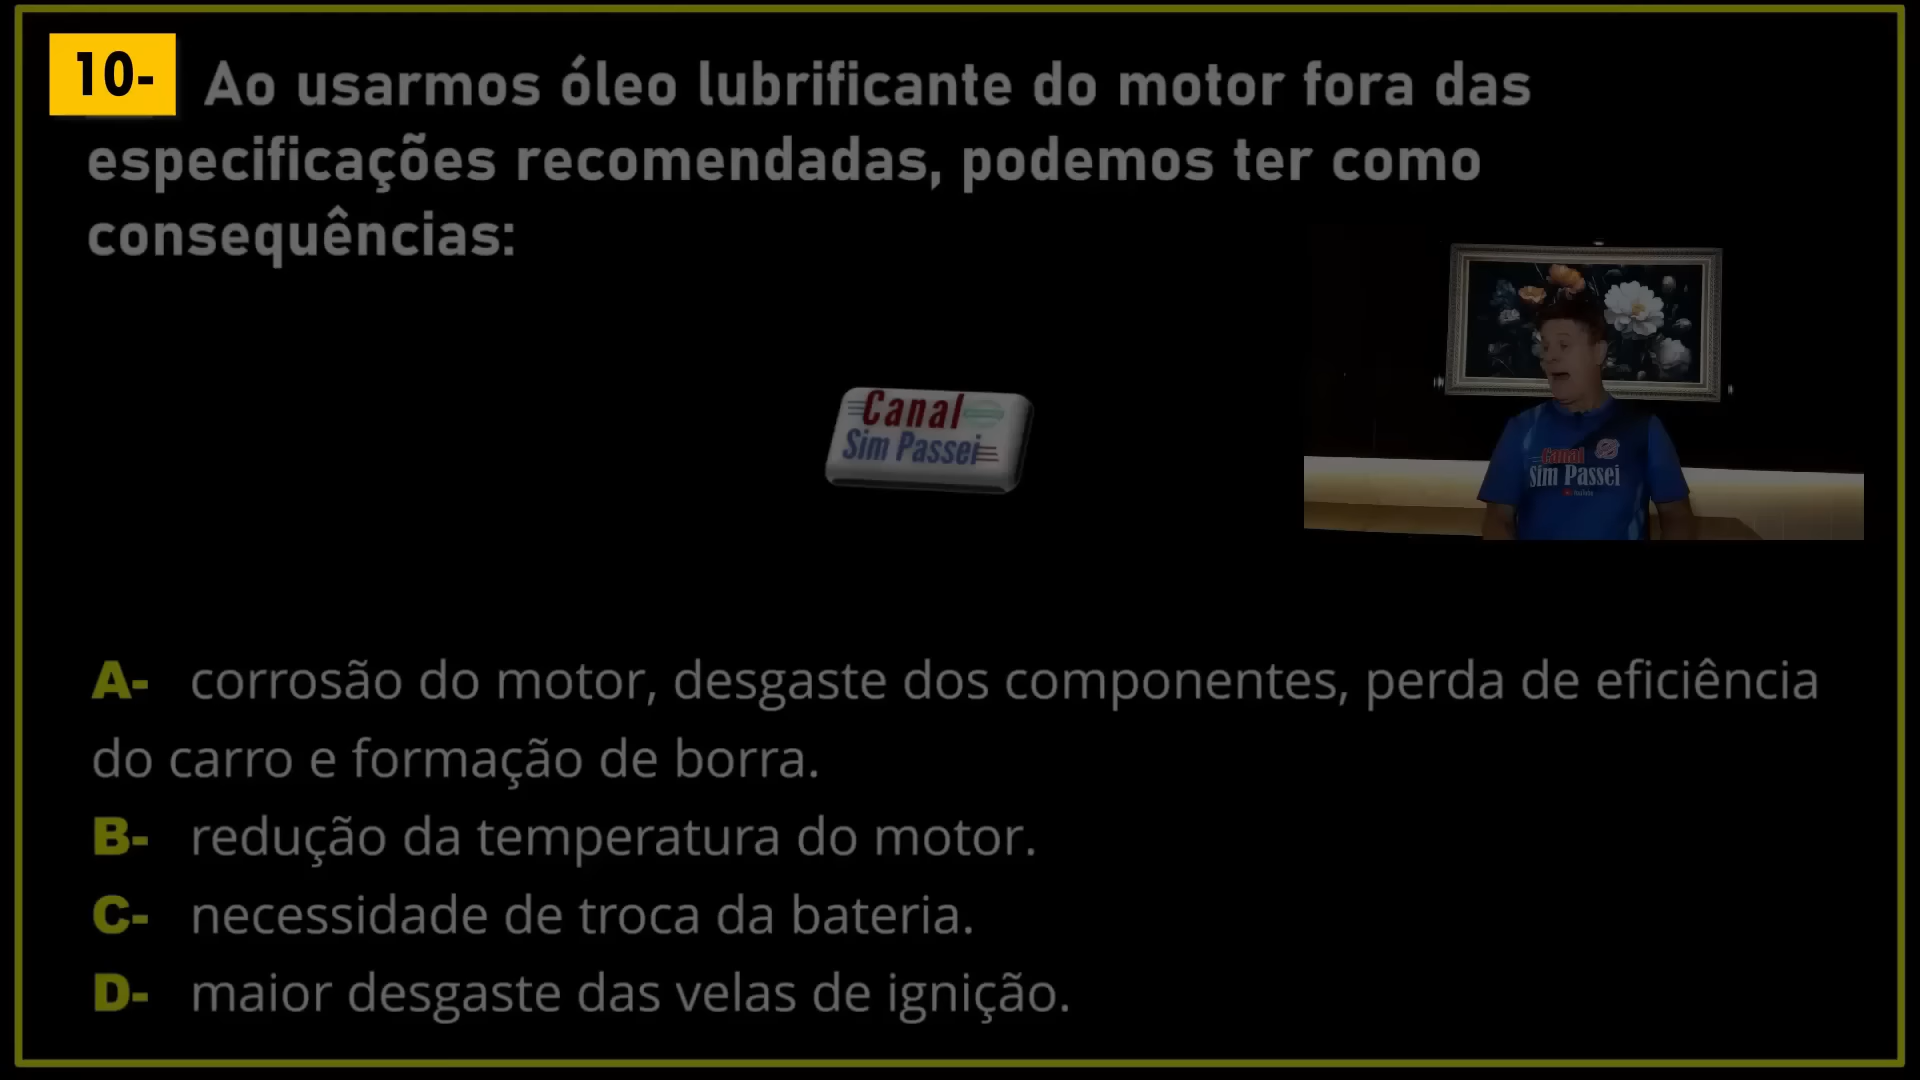 10- Ao usarmos óleo lubrificante do motor fora das
especificações recomendadas, podemos ter como
consequências:
Canal
Sim Passei
Canal
Sim Passei
A- corrosão do motor, desgaste dos componentes, perda de eficiência
do carro e formação de borra.
B- redução da temperatura do motor.
C- necessidade de troca da bateria.
D- maior desgaste das velas de ignição.